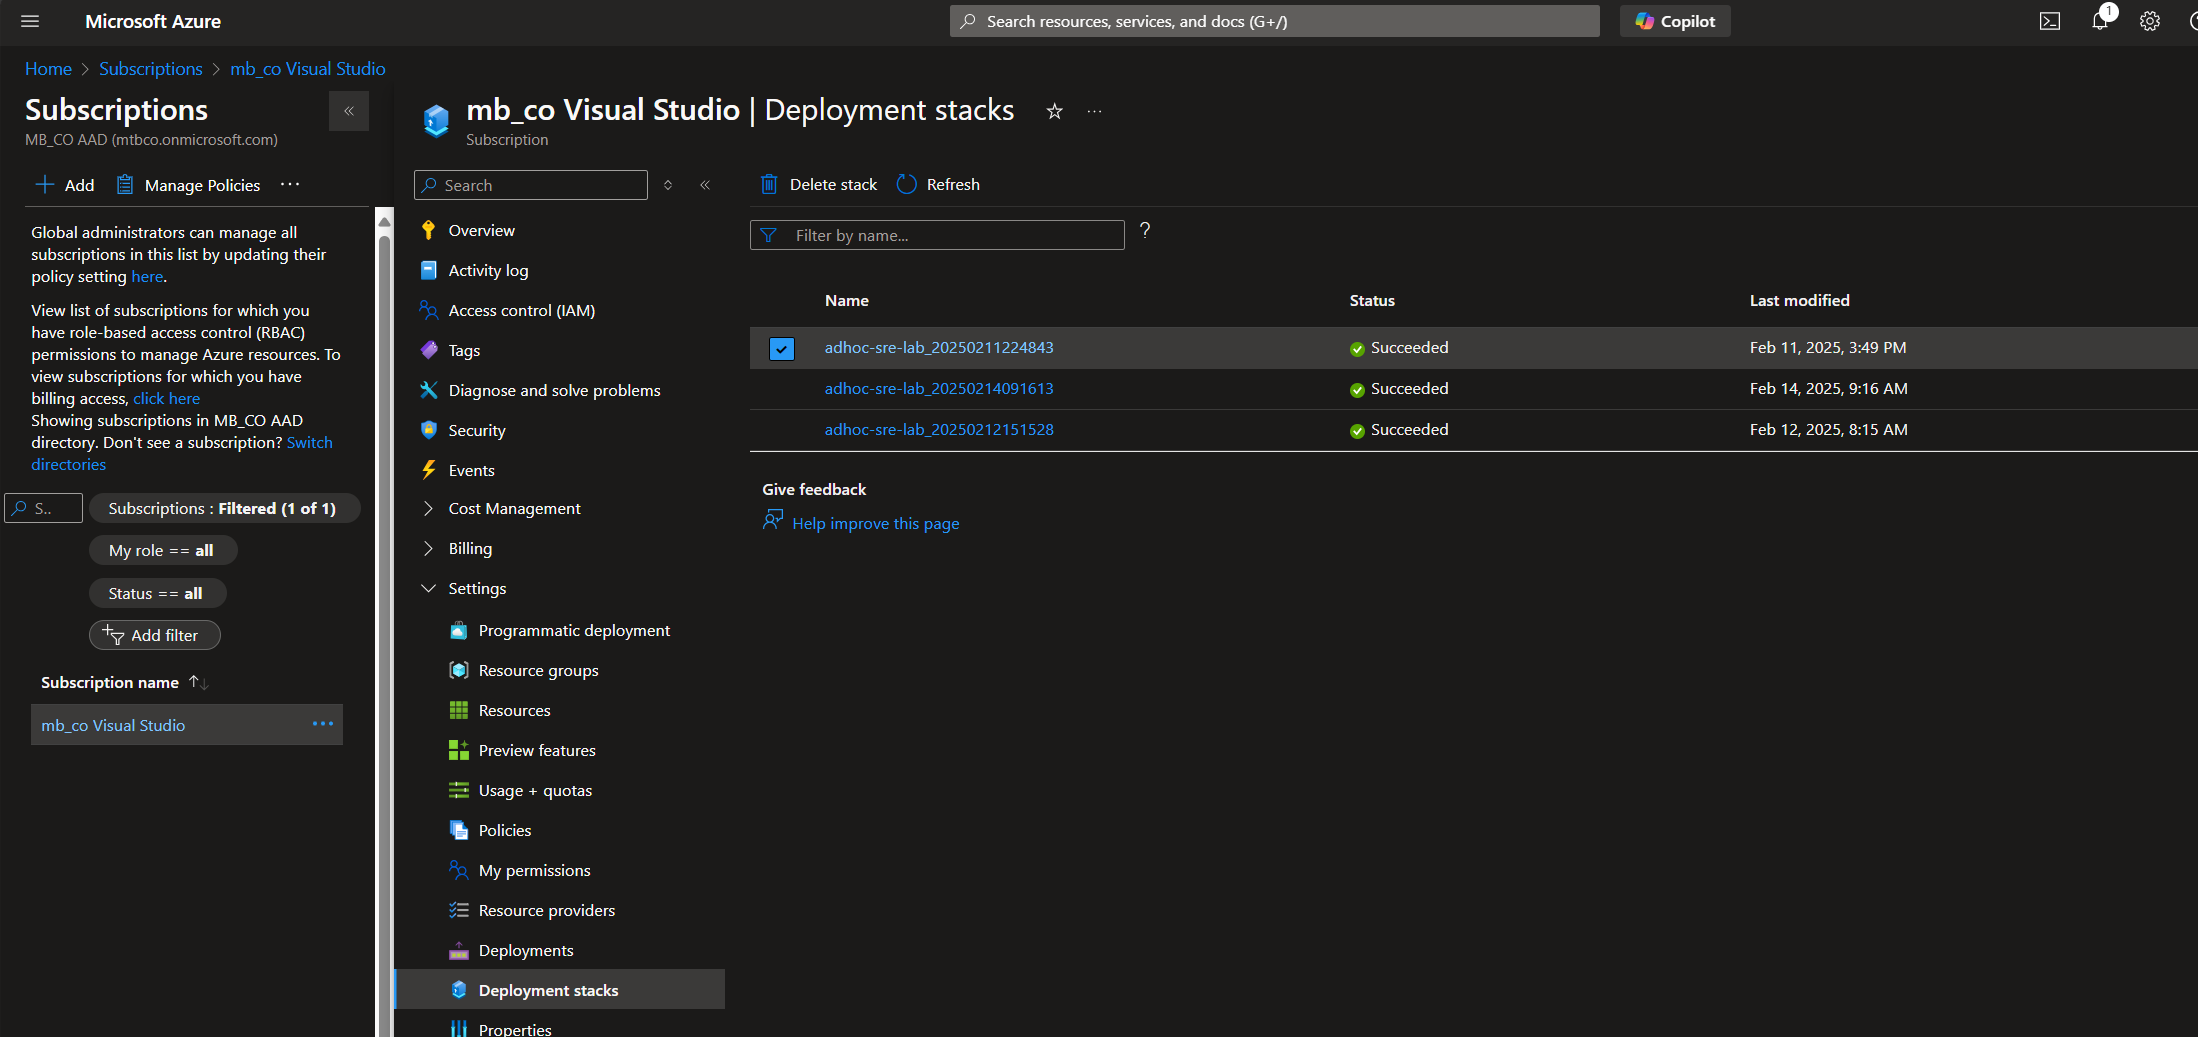 Microsoft Azure
Search resources, services, and docs (G+/)
Copilot
1
Home > Subscriptions > mb_co Visual Studio
Subscriptions
MB_CO AAD (mtbco.onmicrosoft.com)
Add
Manage Policies
Global administrators can manage all
subscriptions in this list by updating their
policy setting here.
View list of subscriptions for which you
have role-based access control (RBAC)
permissions to manage Azure resources. To
view subscriptions for which you have
billing access, click here
Showing subscriptions in MB_CO AAD
directory. Don't see a subscription? Switch
directories
S..
Subscriptions : Filtered (1 of 1)
My role == all
Status == all
Add filter
Subscription name
mb_co Visual Studio
mb_co Visual Studio | Deployment stacks
Subscription
Search
Overview
Activity log
Access control (IAM)
Tags
Diagnose and solve problems
Security
Events
Cost Management
Billing
Settings
Programmatic deployment
Resource groups
Resources
Preview features
Usage + quotas
Policies
My permissions
Resource providers
Deployments
Deployment stacks
Properties
Delete stack
Refresh
Filter by name...
?
Name Status Last modified
adhoc-sre-lab_20250211224843 Succeeded Feb 11, 2025, 3:49 PM
adhoc-sre-lab_20250214091613 Succeeded Feb 14, 2025, 9:16 AM
adhoc-sre-lab_20250212151528 Succeeded Feb 12, 2025, 8:15 AM
Give feedback
Help improve this page